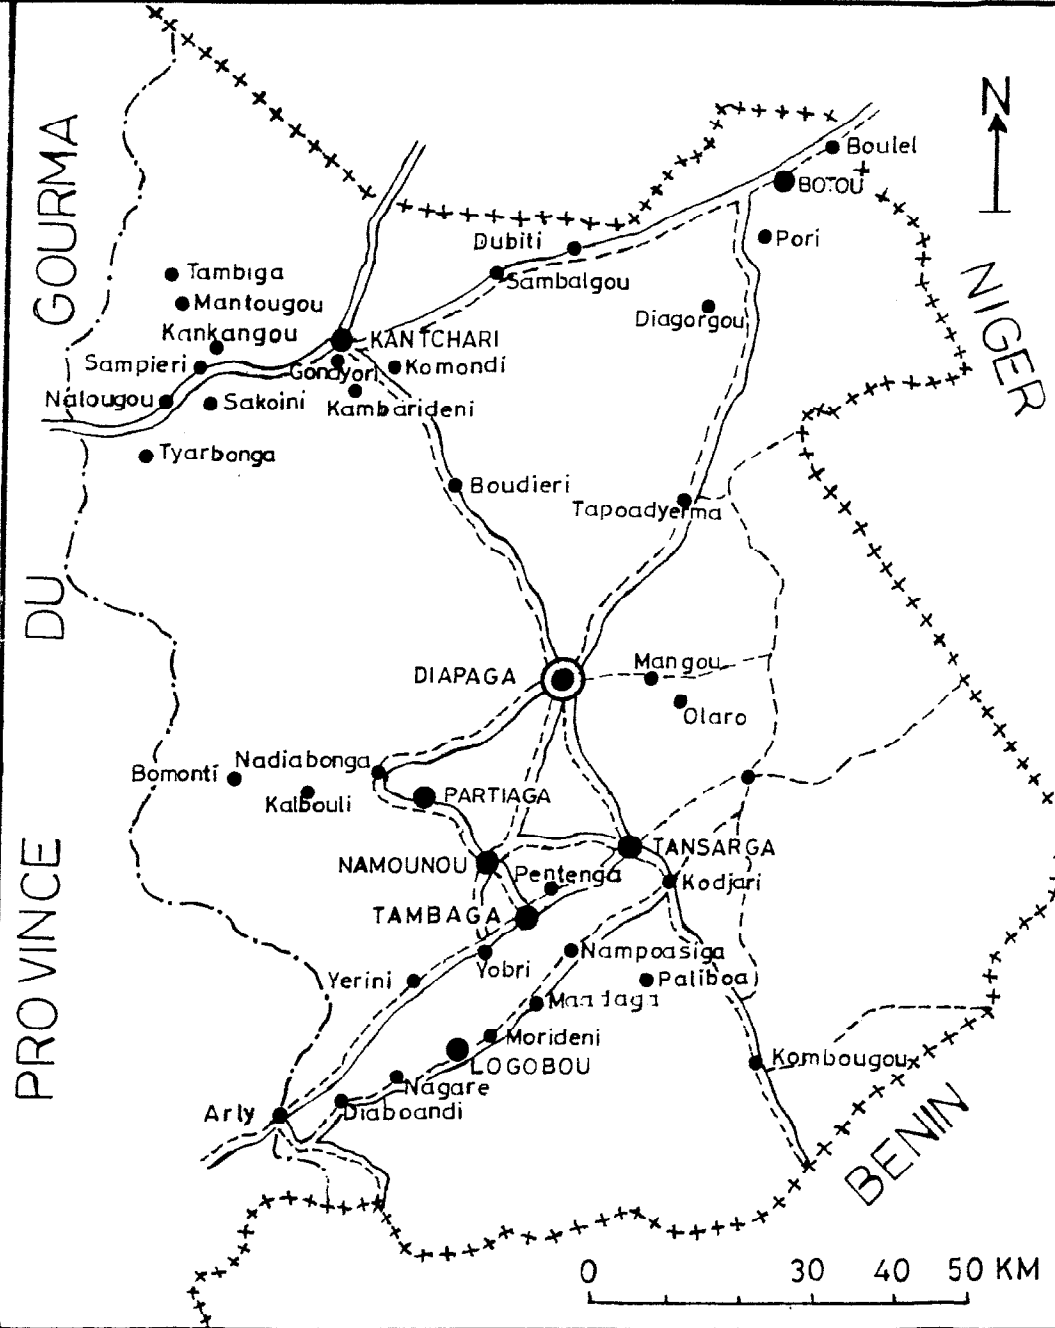 N
Boulel
BOTOU
Pori
Dubiti
Sambalgou
Diagorgou
Tambiga
Mantougou
Kankangou
KANTCHARI
Sampieri
Gondyori
Komondi
Nalougou
Sakoini
Kambarideni
Tyarbonga
Boudieri
Tapoadyerma
DIAPAGA
Mangou
Olaro
Nadiabonga
Bomonti
Kalbouli
PARTIAGA
NAMOUNOU
TANSARGA
Pentenga
Kodjari
TAMBAGA
Nampoasiga
Yobri
Yerini
Paliboa
Morideni
LOGOBOU
Kombougou
Nagare
Arly
Diaboandi
PROVINCE DU GOURMA
NIGER
BENIN
0 30 40 50 KM